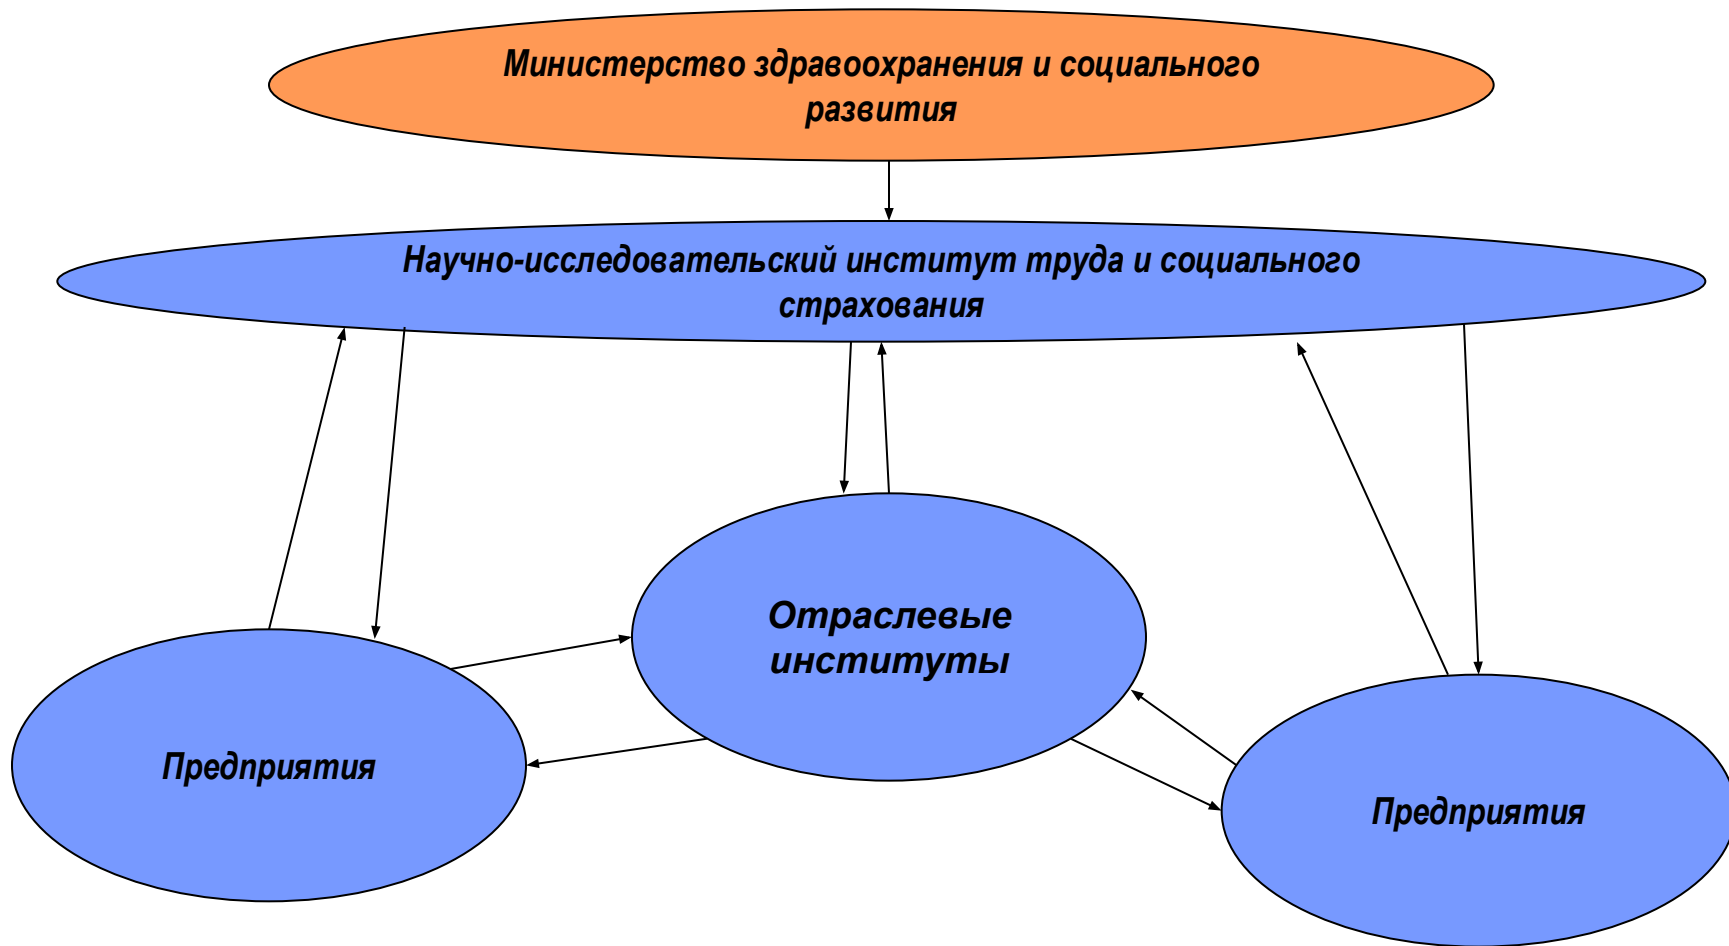 Министерство здравоохранения и социального
развития
Научно-исследовательский институт труда и социального
страхования
Отраслевые
институты
Предприятия
Предприятия